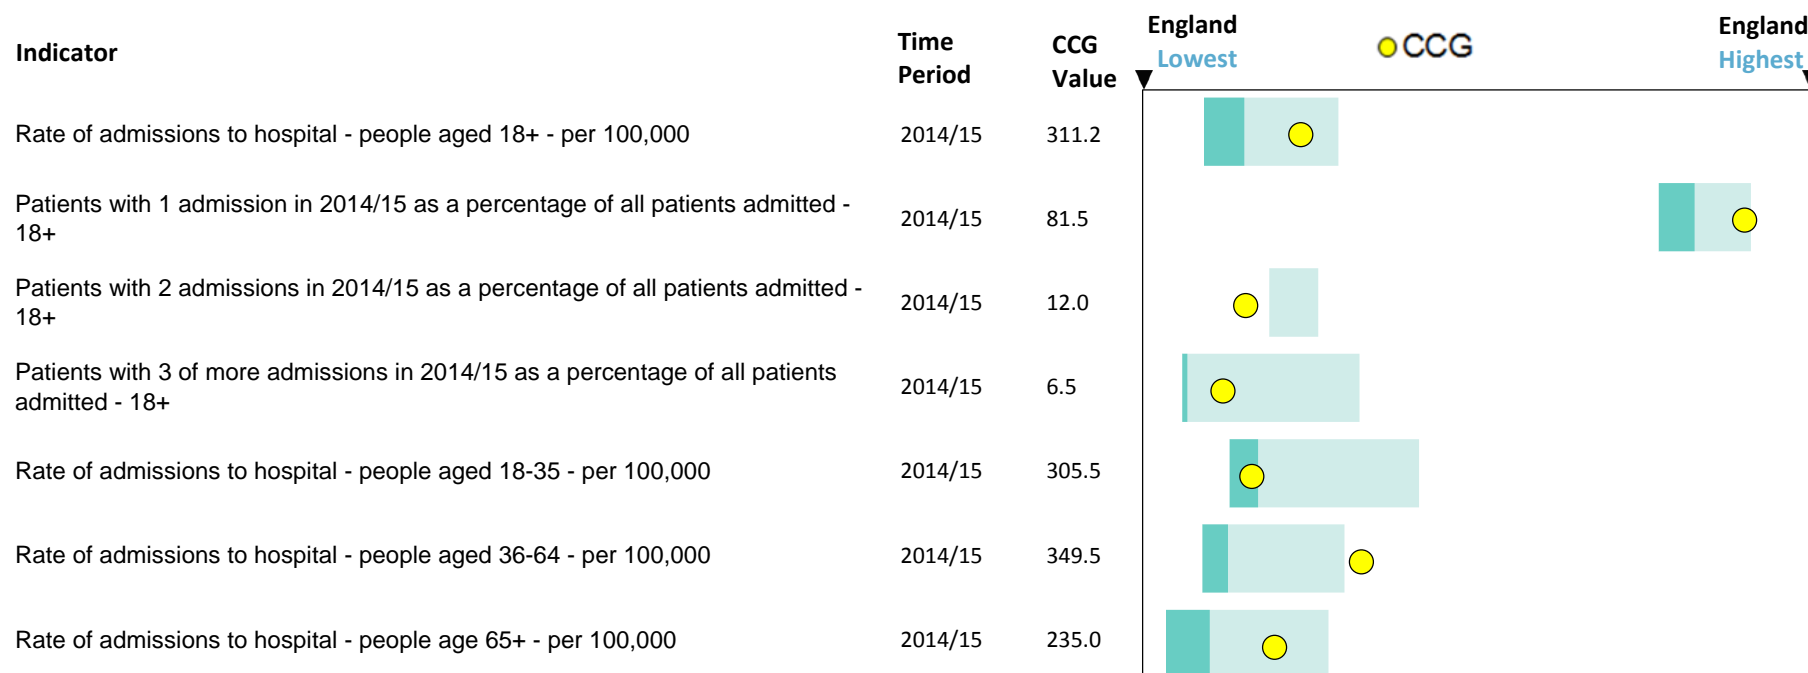 Indicator
Time
Period
CCG
Value
England
Lowest
CCG
England
Highest
Rate of admissions to hospital - people aged 18+ - per 100,000
2014/15
311.2
Patients with 1 admission in 2014/15 as a percentage of all patients admitted -
18+
2014/15
81.5
Patients with 2 admissions in 2014/15 as a percentage of all patients admitted -
18+
2014/15
12.0
Patients with 3 of more admissions in 2014/15 as a percentage of all patients
admitted - 18+
2014/15
6.5
Rate of admissions to hospital - people aged 18-35 - per 100,000
2014/15
305.5
Rate of admissions to hospital - people aged 36-64 - per 100,000
2014/15
349.5
Rate of admissions to hospital - people age 65+ - per 100,000
2014/15
235.0